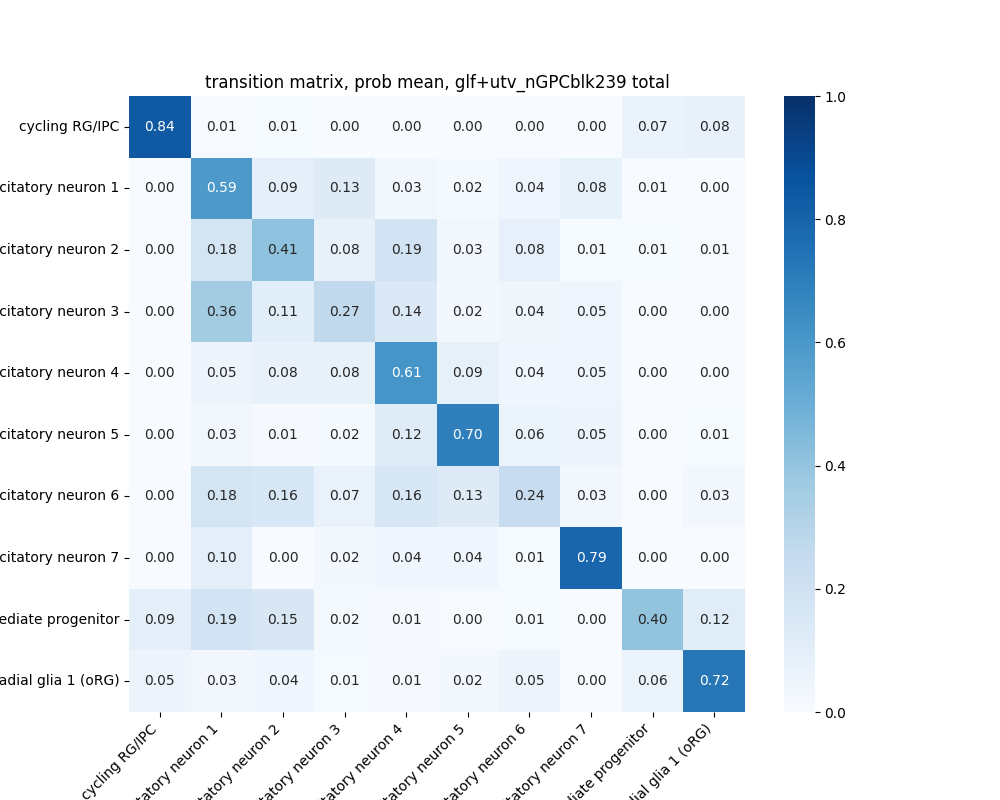 transition matrix, prob mean, glf+utv_nGPCblk239 total
cycling RG/IPC 0.84 0.01 0.01 0.00 0.00 0.00 0.00 0.00 0.07 0.08
citatory neuron 1 0.00 0.59 0.09 0.13 0.03 0.02 0.04 0.08 0.01 0.00
citatory neuron 2 0.00 0.18 0.41 0.08 0.19 0.03 0.08 0.01 0.01 0.01
citatory neuron 3 0.00 0.36 0.11 0.27 0.14 0.02 0.04 0.05 0.00 0.00
citatory neuron 4 0.00 0.05 0.08 0.08 0.61 0.09 0.04 0.05 0.00 0.00
citatory neuron 5 0.00 0.03 0.01 0.02 0.12 0.70 0.06 0.05 0.00 0.01
citatory neuron 6 0.00 0.18 0.16 0.07 0.16 0.13 0.24 0.03 0.00 0.03
citatory neuron 7 0.00 0.10 0.00 0.02 0.04 0.04 0.01 0.79 0.00 0.00
ediate progenitor 0.09 0.19 0.15 0.02 0.01 0.00 0.01 0.00 0.40 0.12
adial glia 1 (oRG) 0.05 0.03 0.04 0.01 0.01 0.02 0.05 0.00 0.06 0.72
cycling RG/IPC
tatory neuron 1
tatory neuron 2
tatory neuron 3
tatory neuron 4
tatory neuron 5
tatory neuron 6
tatory neuron 7
diate progenitor
dial glia 1 (oRG)
1.0
0.8
0.6
0.4
0.2
0.0